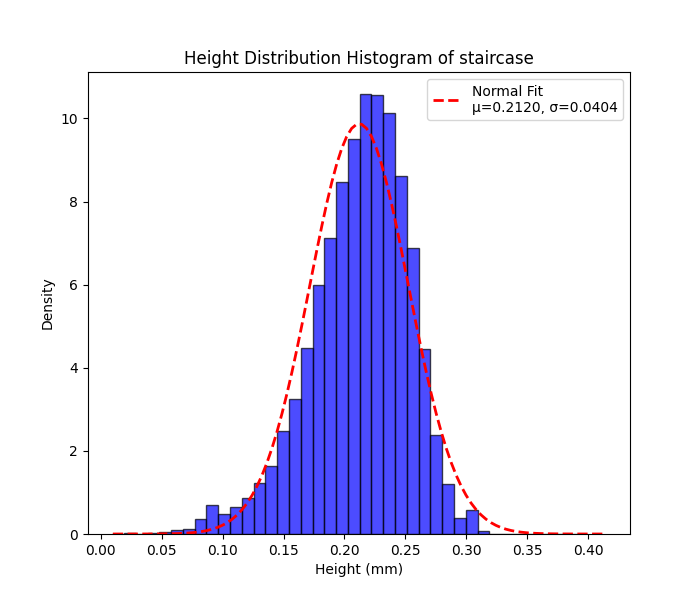 Height Distribution Histogram of staircase
Normal Fit
μ=0.2120, σ=0.0404
10
8
6
4
2
0
Density
0.00 0.05 0.10 0.15 0.20 0.25 0.30 0.35 0.40
Height (mm)